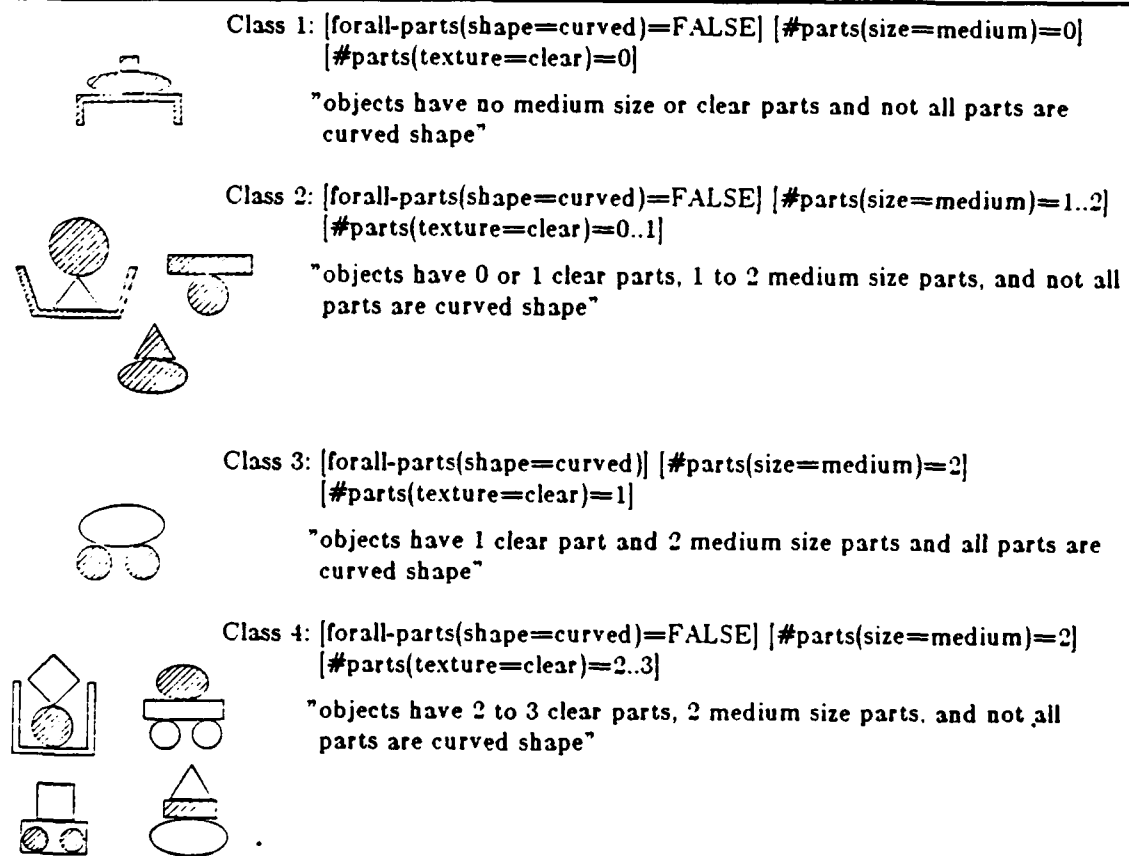 Class 1: [forall-parts(shape=curved)=FALSE] [#parts(size=medium)=0]
[#parts(texture=clear)=0]
"objects have no medium size or clear parts and not all parts are
curved shape"
Class 2: [forall-parts(shape=curved)=FALSE] [#parts(size=medium)=1..2]
[#parts(texture=clear)=0..1]
"objects have 0 or 1 clear parts, 1 to 2 medium size parts, and not all
parts are curved shape"
Class 3: [forall-parts(shape=curved)] [#parts(size=medium)=2]
[#parts(texture=clear)=1]
"objects have 1 clear part and 2 medium size parts and all parts are
curved shape"
Class 4: [forall-parts(shape=curved)=FALSE] [#parts(size=medium)=2]
[#parts(texture=clear)=2..3]
"objects have 2 to 3 clear parts, 2 medium size parts. and not all
parts are curved shape"